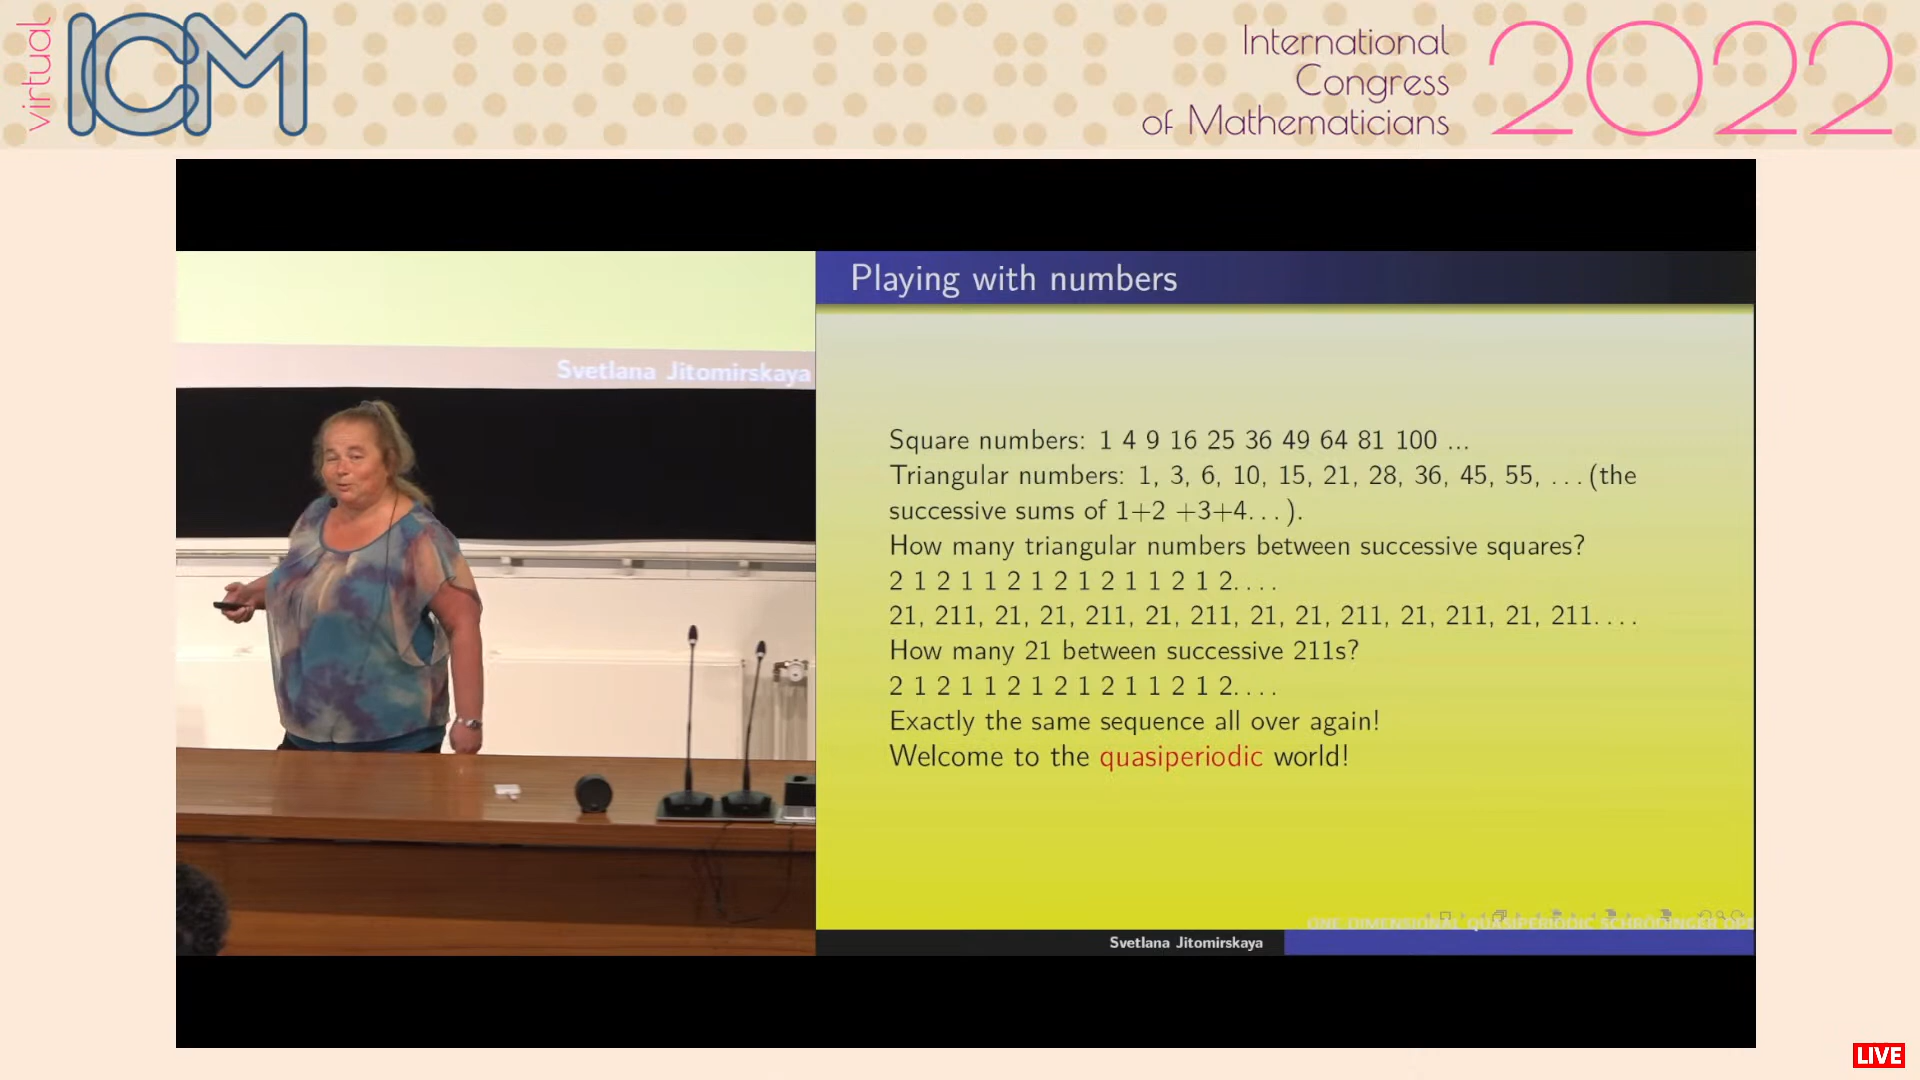 virtual
ICM
International
Congress
of Mathematicians
2022
Svetlana Jitomirskaya
Playing with numbers
Square numbers: 1 4 9 16 25 36 49 64 81 100 ...
Triangular numbers: 1, 3, 6, 10, 15, 21, 28, 36, 45, 55, ...(the
successive sums of 1+2 +3+4...).
How many triangular numbers between successive squares?
2 1 2 1 1 2 1 2 1 2 1 1 2 1 2....
21, 211, 21, 21, 211, 21, 211, 21, 21, 211, 21, 211, 21, 211....
How many 21 between successive 211s?
2 1 2 1 1 2 1 2 1 2 1 1 2 1 2....
Exactly the same sequence all over again!
Welcome to the quasiperiodic world!
ONE-DIMENSIONAL QUASIPERIODIC SCHRÖDINGER OPE
Svetlana Jitomirskaya
LIVE